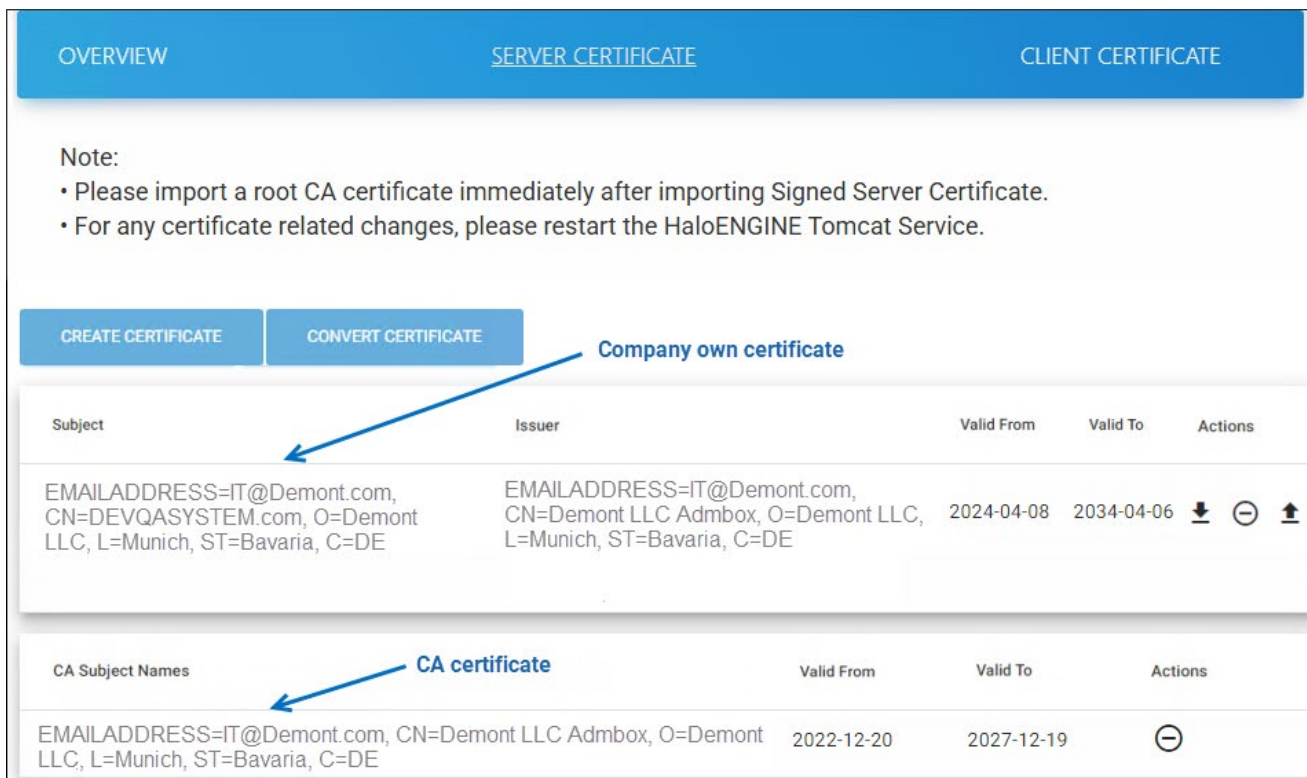 OVERVIEW SERVER CERTIFICATE CLIENT CERTIFICATE
Note:
• Please import a root CA certificate immediately after importing Signed Server Certificate.
• For any certificate related changes, please restart the HaloENGINE Tomcat Service.
CREATE CERTIFICATE CONVERT CERTIFICATE
Company own certificate
Subject Issuer Valid From Valid To Actions
EMAILADDRESS=IT@Demont.com,
CN=DEVQASYSTEM.com, O=Demont
LLC, L=Munich, ST=Bavaria, C=DE
EMAILADDRESS=IT@Demont.com,
CN=Demont LLC Admbox, O=Demont LLC,
L=Munich, ST=Bavaria, C=DE
2024-04-08 2034-04-06
CA Subject Names CA certificate Valid From Valid To Actions
EMAILADDRESS=IT@Demont.com, CN=Demont LLC Admbox, O=Demont
LLC, L=Munich, ST=Bavaria, C=DE
2022-12-20 2027-12-19